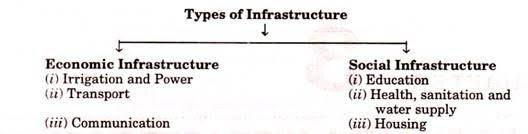 Types of Infrastructure
Economic Infrastructure
(i) Irrigation and Power
(ii) Transport
(iii) Communication
Social Infrastructure
(i) Education
(ii) Health, sanitation and
water supply
(iii) Housing